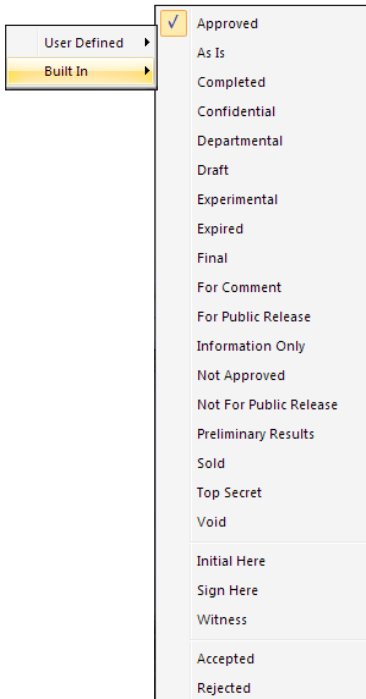 User Defined
Built In
Approved
As Is
Completed
Confidential
Departmental
Draft
Experimental
Expired
Final
For Comment
For Public Release
Information Only
Not Approved
Not For Public Release
Preliminary Results
Sold
Top Secret
Void
Initial Here
Sign Here
Witness
Accepted
Rejected